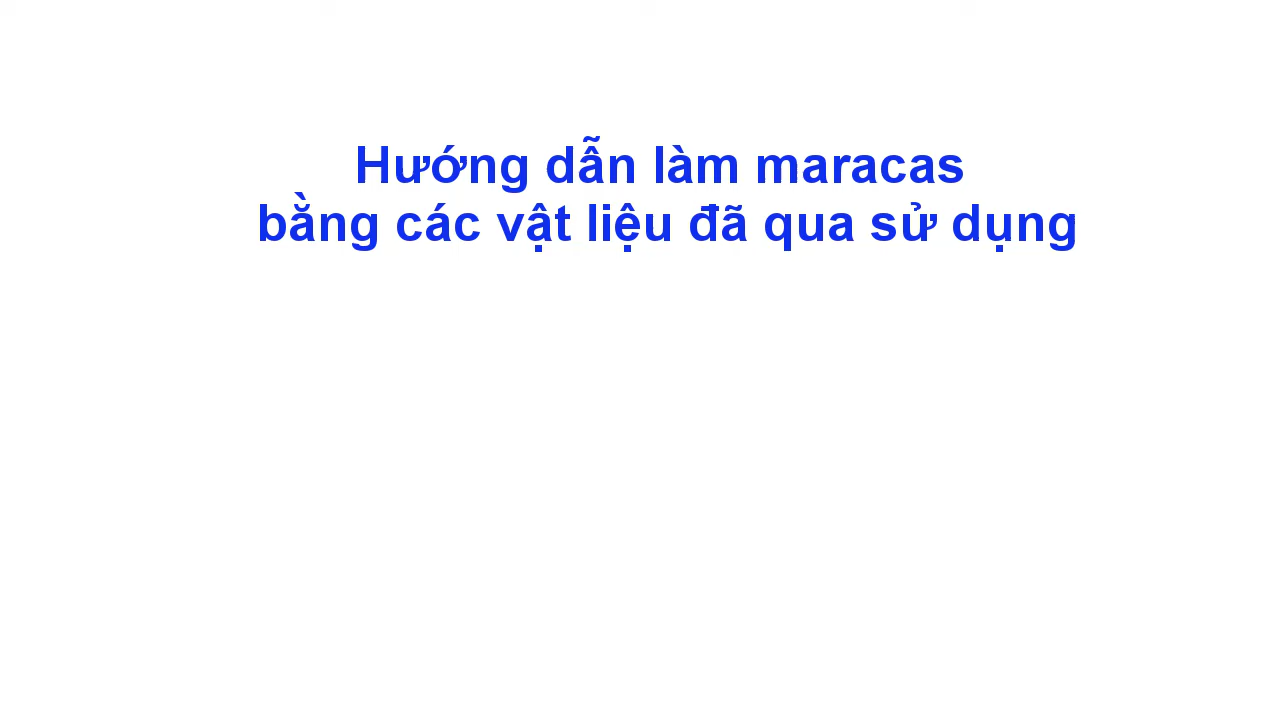 Hướng dẫn làm maracas
bằng các vật liệu đã qua sử dụng